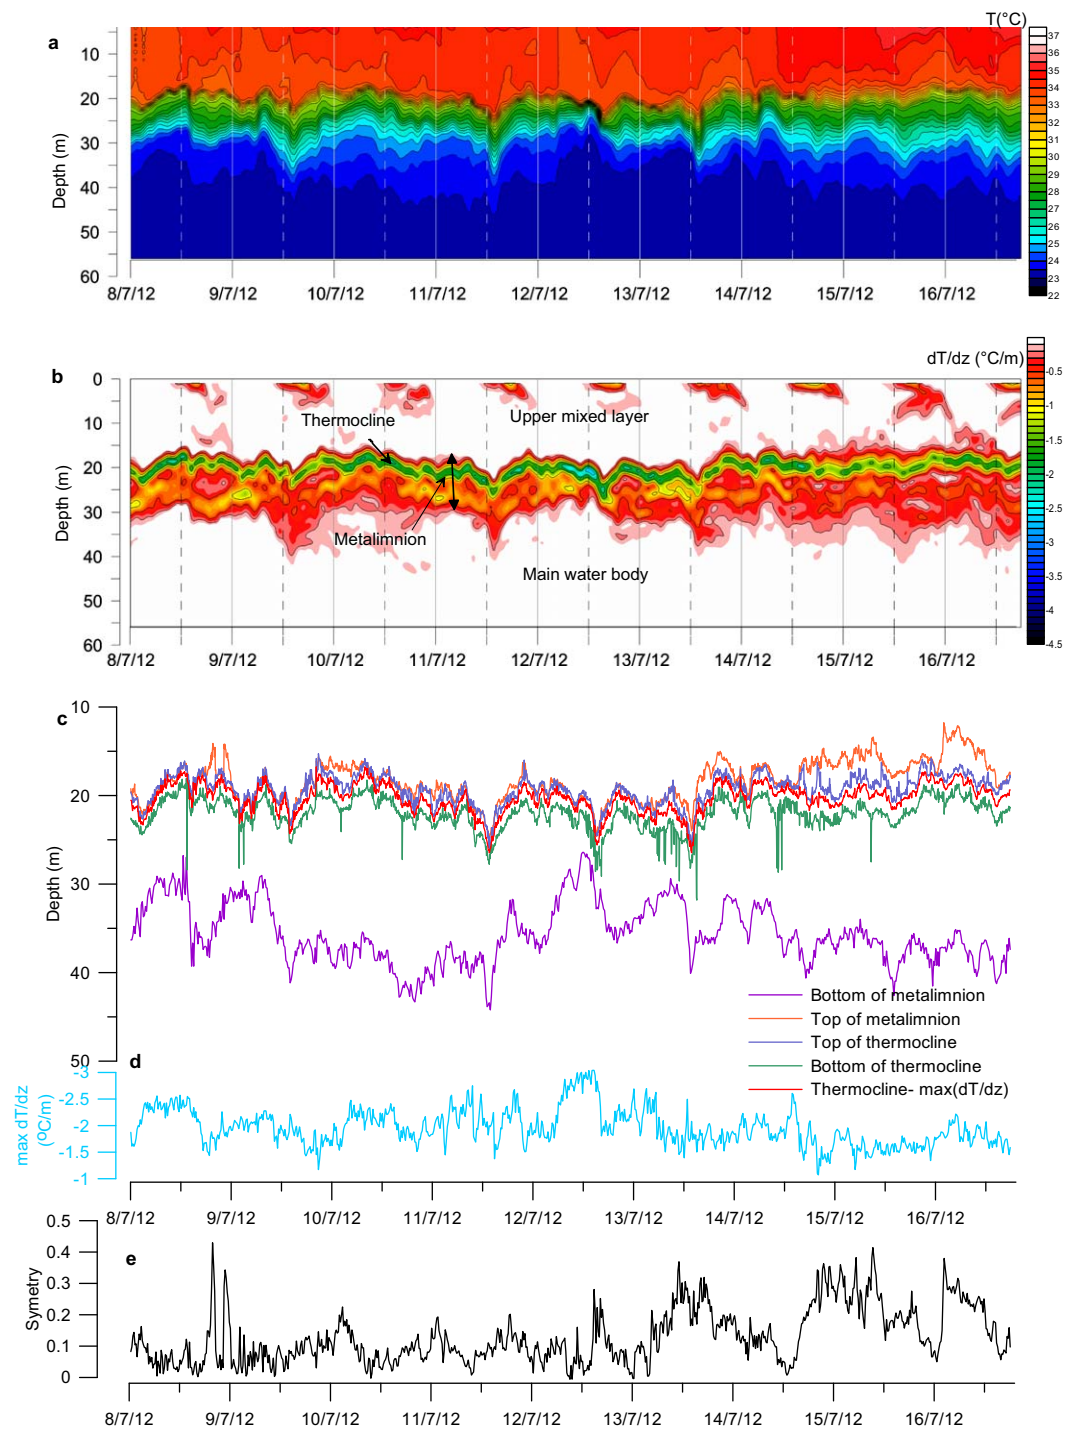 T(°C)
a
10
20
30
40
50
60
Depth (m)
37
36
35
34
33
32
31
30
29
28
27
26
25
24
23
22
8/7/12 9/7/12 10/7/12 11/7/12 12/7/12 13/7/12 14/7/12 15/7/12 16/7/12
dT/dz (°C/m)
b
0
10
20
30
40
50
60
Depth (m)
Thermocline
Upper mixed layer
Metalimnion
Main water body
-0.5
-1
-1.5
-2
-2.5
-3
-3.5
-4
-4.5
8/7/12 9/7/12 10/7/12 11/7/12 12/7/12 13/7/12 14/7/12 15/7/12 16/7/12
c
10
20
30
40
50
Depth (m)
Bottom of metalimnion
Top of metalimnion
Top of thermocline
Bottom of thermocline
Thermocline- max(dT/dz)
d
-3
-2.5
-2
-1.5
-1
max dT/dz
(ºC/m)
8/7/12 9/7/12 10/7/12 11/7/12 12/7/12 13/7/12 14/7/12 15/7/12 16/7/12
e
0.5
0.4
0.3
0.2
0.1
0
Symetry
8/7/12 9/7/12 10/7/12 11/7/12 12/7/12 13/7/12 14/7/12 15/7/12 16/7/12